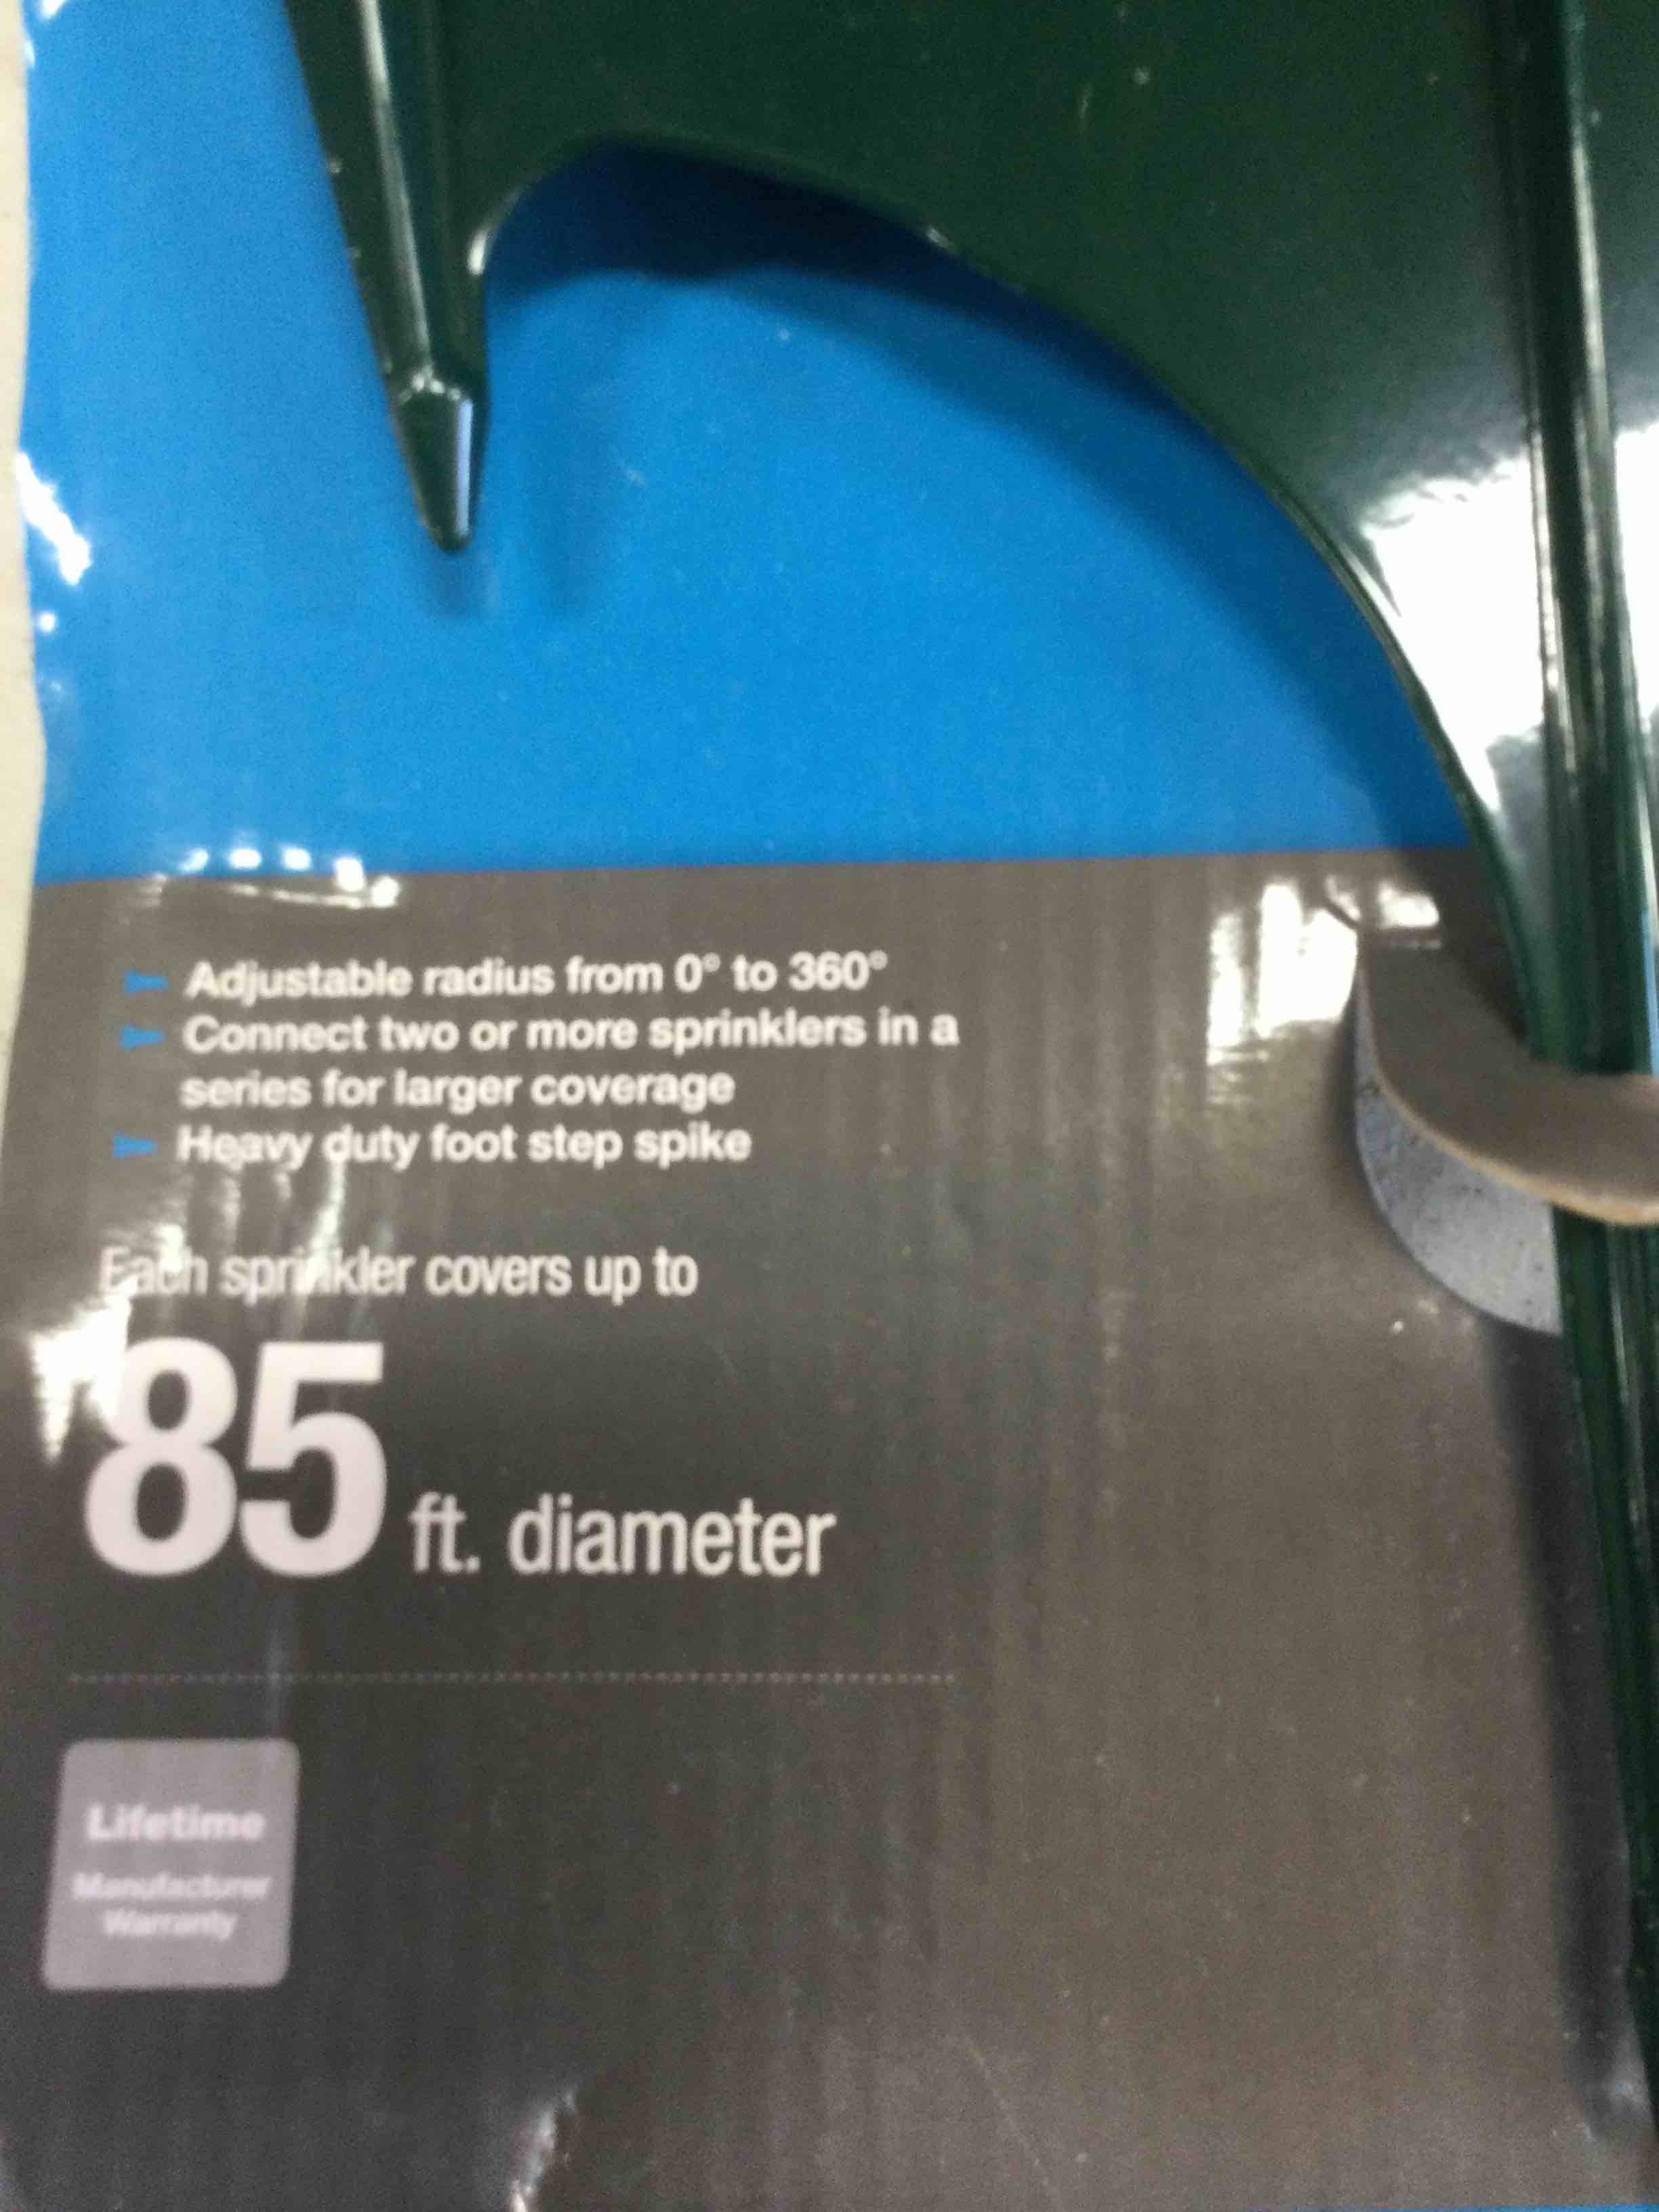 Adjustable radius from 0° to 360°
Connect two or more sprinklers in a
series for larger coverage
Heavy duty foot step spike
Each sprinkler covers up to
85 ft. diameter
Lifetime
Manufacturer
Warranty